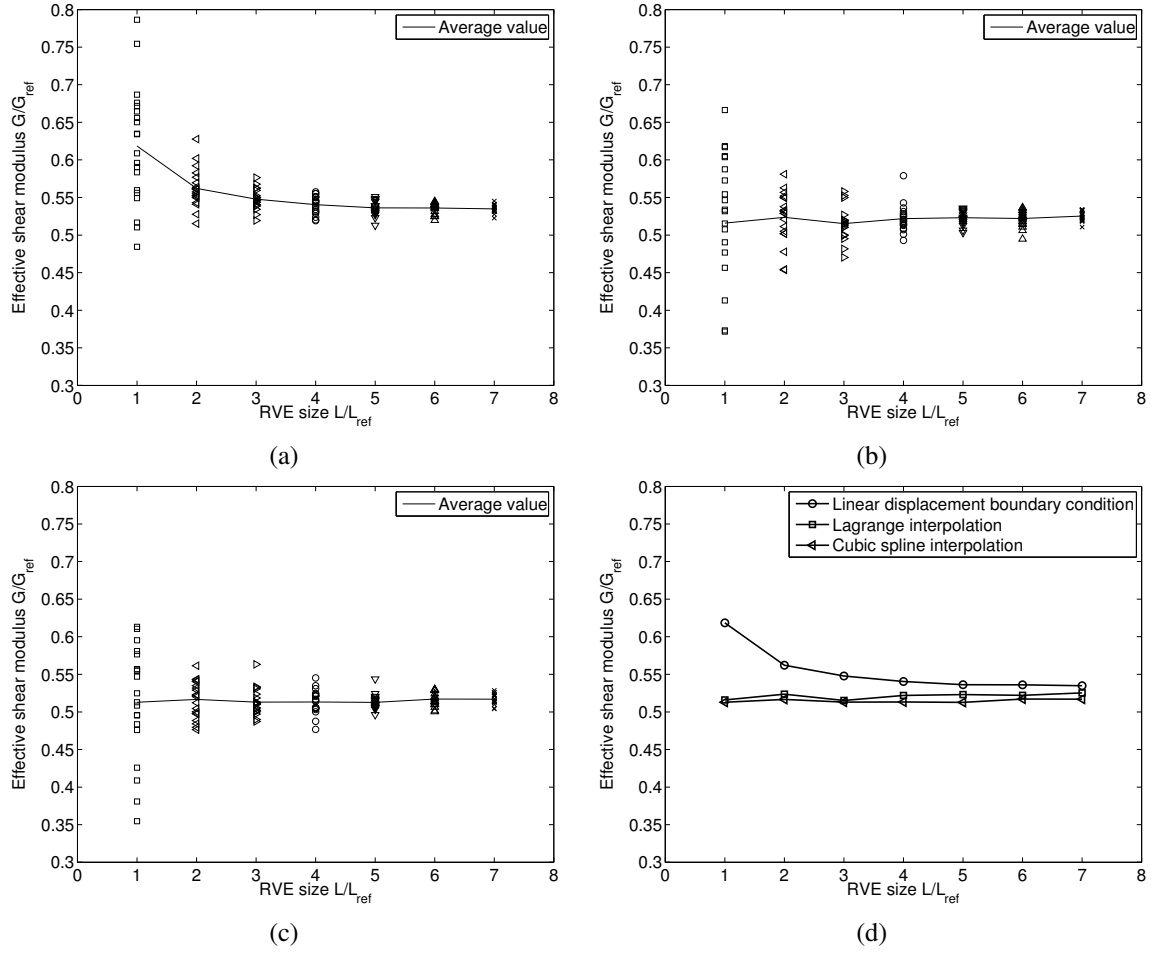 Effective shear modulus G/G_ref
0.8
0.75
0.7
0.65
0.6
0.55
0.5
0.45
0.4
0.35
0.3
0 1 2 3 4 5 6 7 8
RVE size L/L_ref
Average value
(a)
Effective shear modulus G/G_ref
0.8
0.75
0.7
0.65
0.6
0.55
0.5
0.45
0.4
0.35
0.3
0 1 2 3 4 5 6 7 8
RVE size L/L_ref
Average value
(b)
Effective shear modulus G/G_ref
0.8
0.75
0.7
0.65
0.6
0.55
0.5
0.45
0.4
0.35
0.3
0 1 2 3 4 5 6 7 8
RVE size L/L_ref
Average value
(c)
Effective shear modulus G/G_ref
0.8
0.75
0.7
0.65
0.6
0.55
0.5
0.45
0.4
0.35
0.3
0 1 2 3 4 5 6 7 8
RVE size L/L_ref
Linear displacement boundary condition
Lagrange interpolation
Cubic spline interpolation
(d)